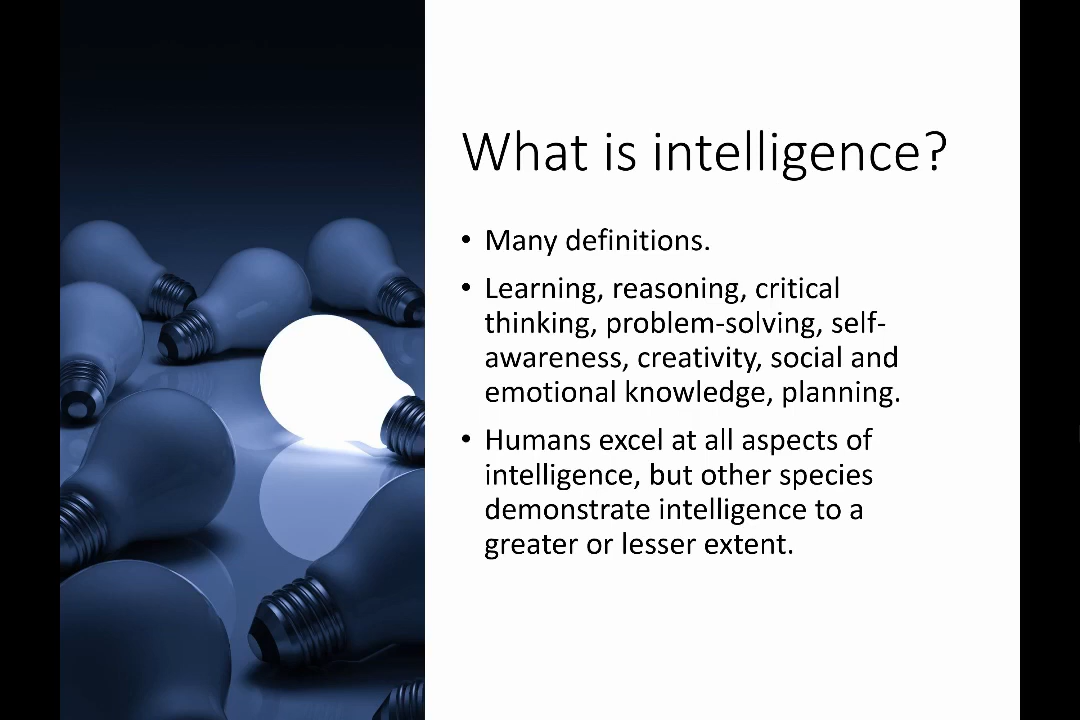 What is intelligence?
• Many definitions.
• Learning, reasoning, critical
thinking, problem-solving, self-
awareness, creativity, social and
emotional knowledge, planning.
• Humans excel at all aspects of
intelligence, but other species
demonstrate intelligence to a
greater or lesser extent.